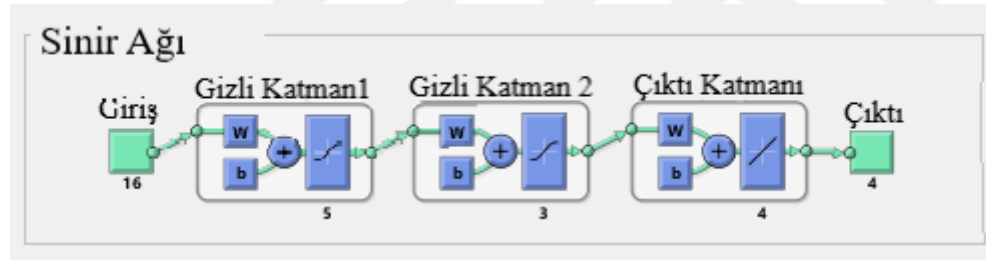 Sinir Ağı
Gizli Katman1 Gizli Katman 2 Çıktı Katmanı
Giriş Çıktı
W W W
b b b
16 4
5 3 4